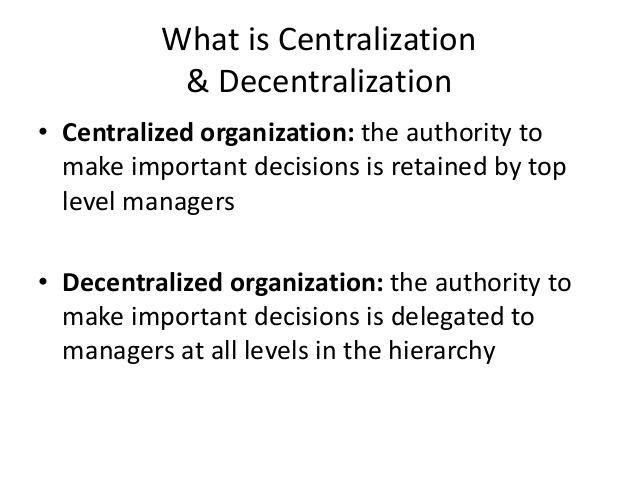 What is Centralization
& Decentralization
• Centralized organization: the authority to
make important decisions is retained by top
level managers
• Decentralized organization: the authority to
make important decisions is delegated to
managers at all levels in the hierarchy